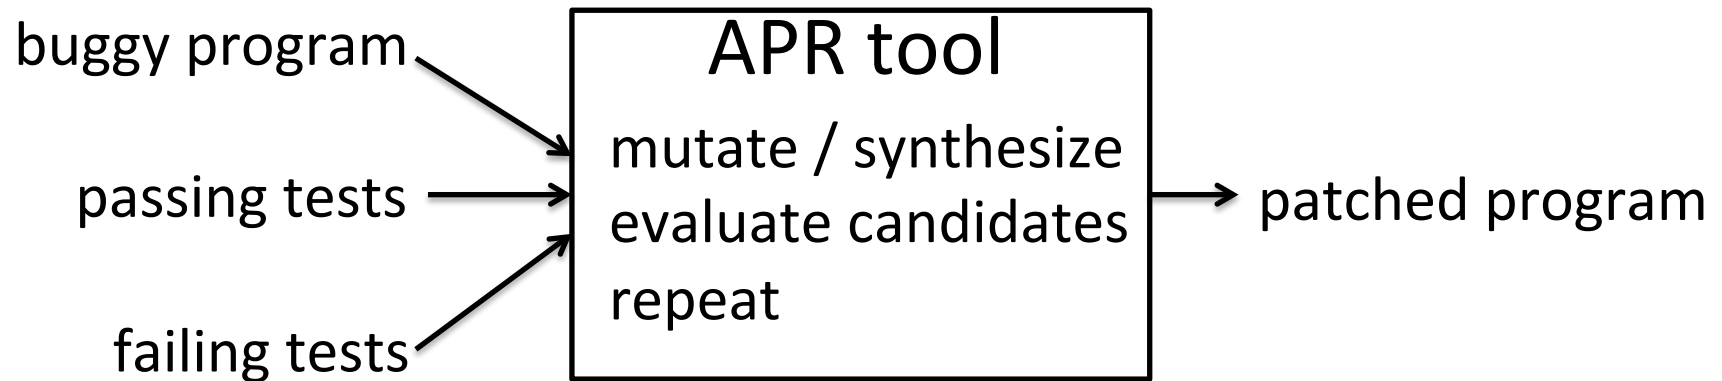 buggy program
passing tests
failing tests
APR tool
mutate / synthesize
evaluate candidates
repeat
patched program